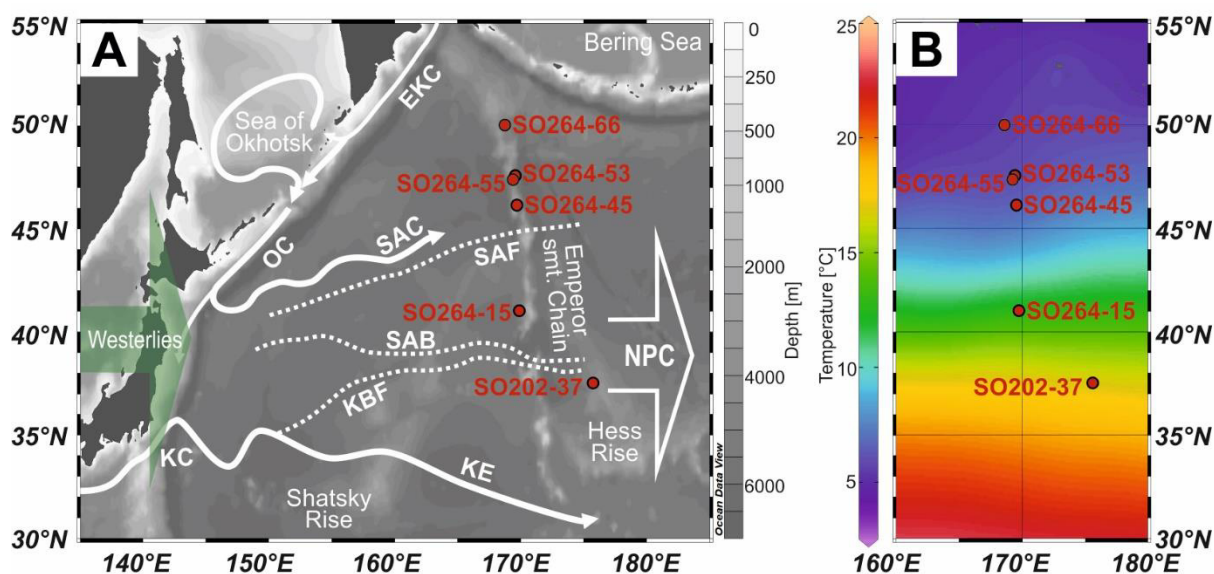 A
B
55°N
50°N
45°N
40°N
35°N
30°N
140°E
150°E
160°E
170°E
180°E
Bering Sea
Sea of
Okhotsk
EKC
OC
SAC
SAF
SAB
KBF
KC
KE
NPC
Westerlies
Emperor
smt. Chain
Shatsky
Rise
Hess
Rise
SO264-66
SO264-53
SO264-55
SO264-45
SO264-15
SO202-37
Ocean Data View
0
250
500
1000
2000
4000
6000
Depth [m]
25
20
15
10
5
Temperature [°C]
SO264-66
SO264-53
SO264-55
SO264-45
SO264-15
SO202-37
55°N
50°N
45°N
40°N
35°N
30°N
160°E
170°E
180°E